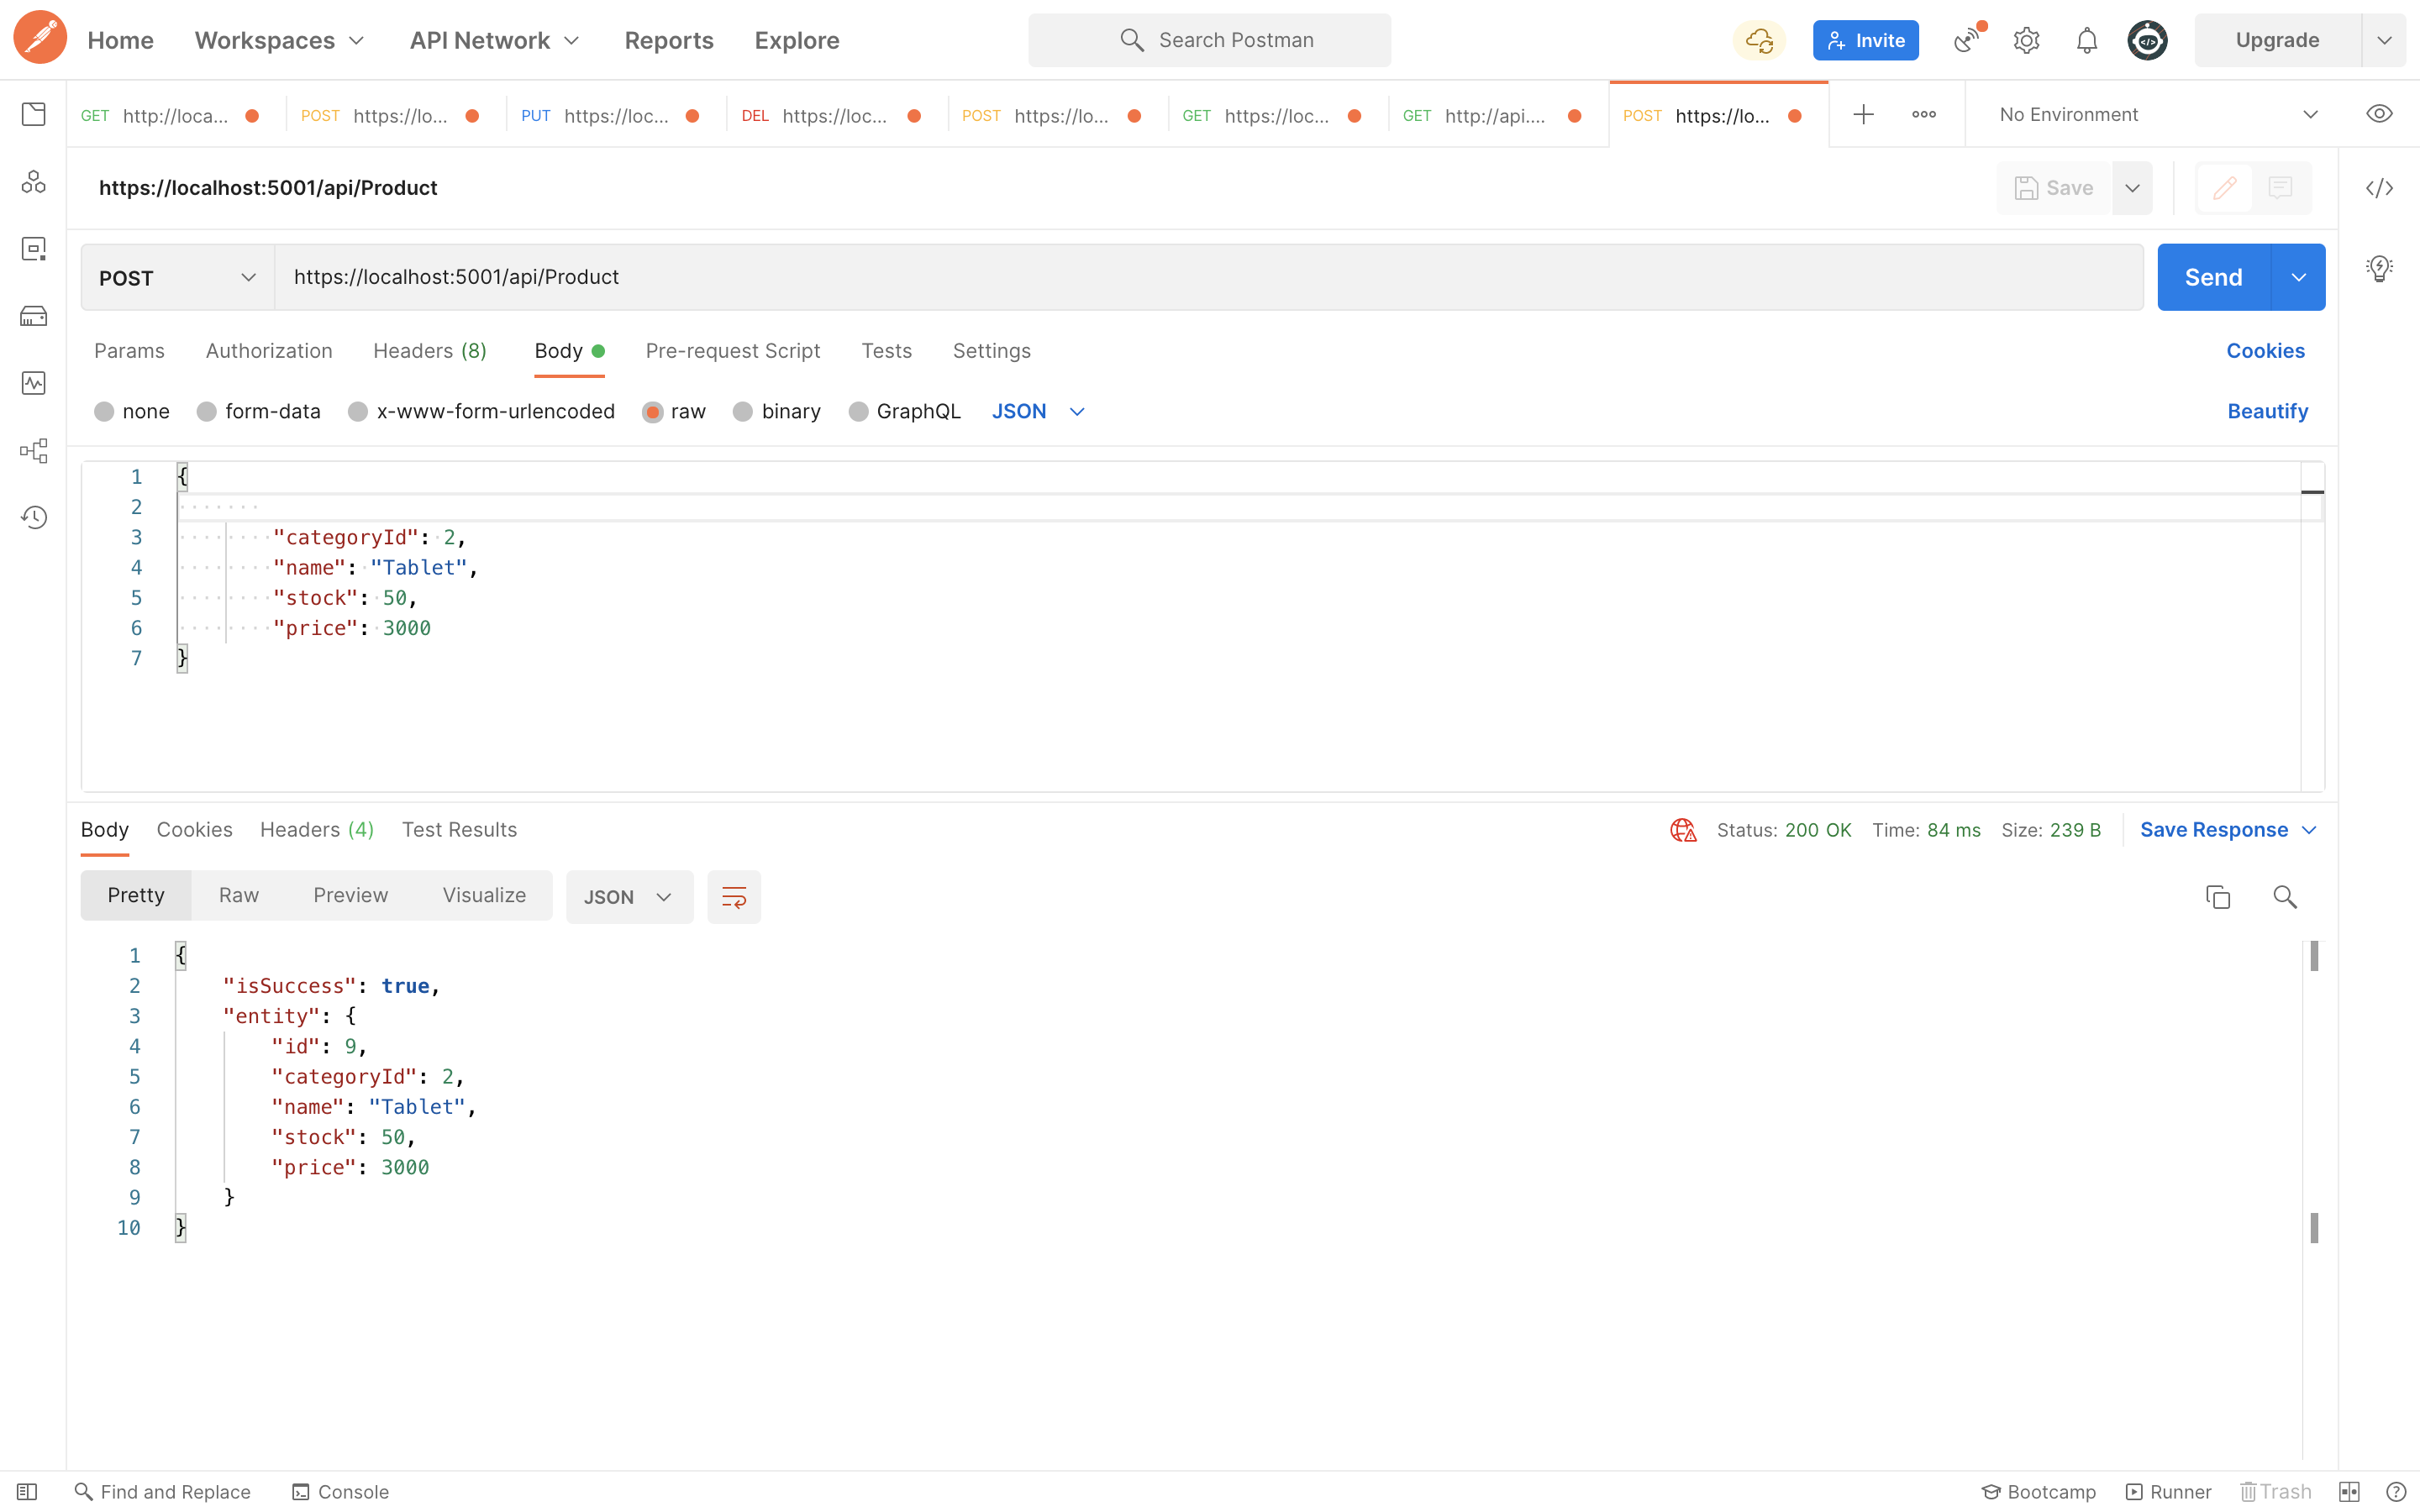 Home Workspaces API Network Reports Explore Search Postman Invite Upgrade
GET http://loca... POST https://lo... PUT https://loc... DEL https://loc... POST https://lo... GET https://loc... GET http://api.... POST https://lo... No Environment
https://localhost:5001/api/Product Save
POST https://localhost:5001/api/Product Send
Params Authorization Headers (8) Body Pre-request Script Tests Settings Cookies
none form-data x-www-form-urlencoded raw binary GraphQL JSON Beautify
1 {
2
3 "categoryId": 2,
4 "name": "Tablet",
5 "stock": 50,
6 "price": 3000
7 }
Body Cookies Headers (4) Test Results Status: 200 OK Time: 84 ms Size: 239 B Save Response
Pretty Raw Preview Visualize JSON
1 {
2 "isSuccess": true,
3 "entity": {
4 "id": 9,
5 "categoryId": 2,
6 "name": "Tablet",
7 "stock": 50,
8 "price": 3000
9 }
10 }
Find and Replace Console Bootcamp Runner Trash